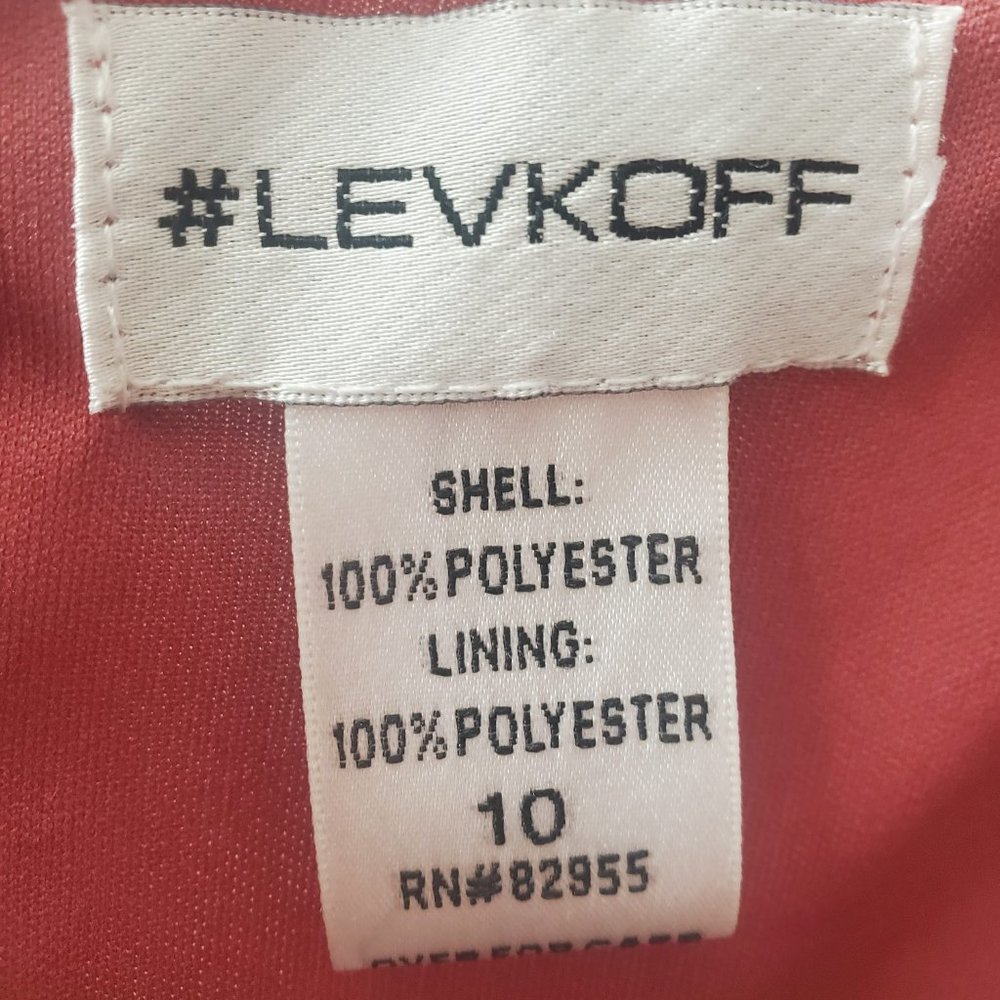 #LEVKOFF
SHELL:
100% POLYESTER
LINING:
100% POLYESTER
10
RN#82955